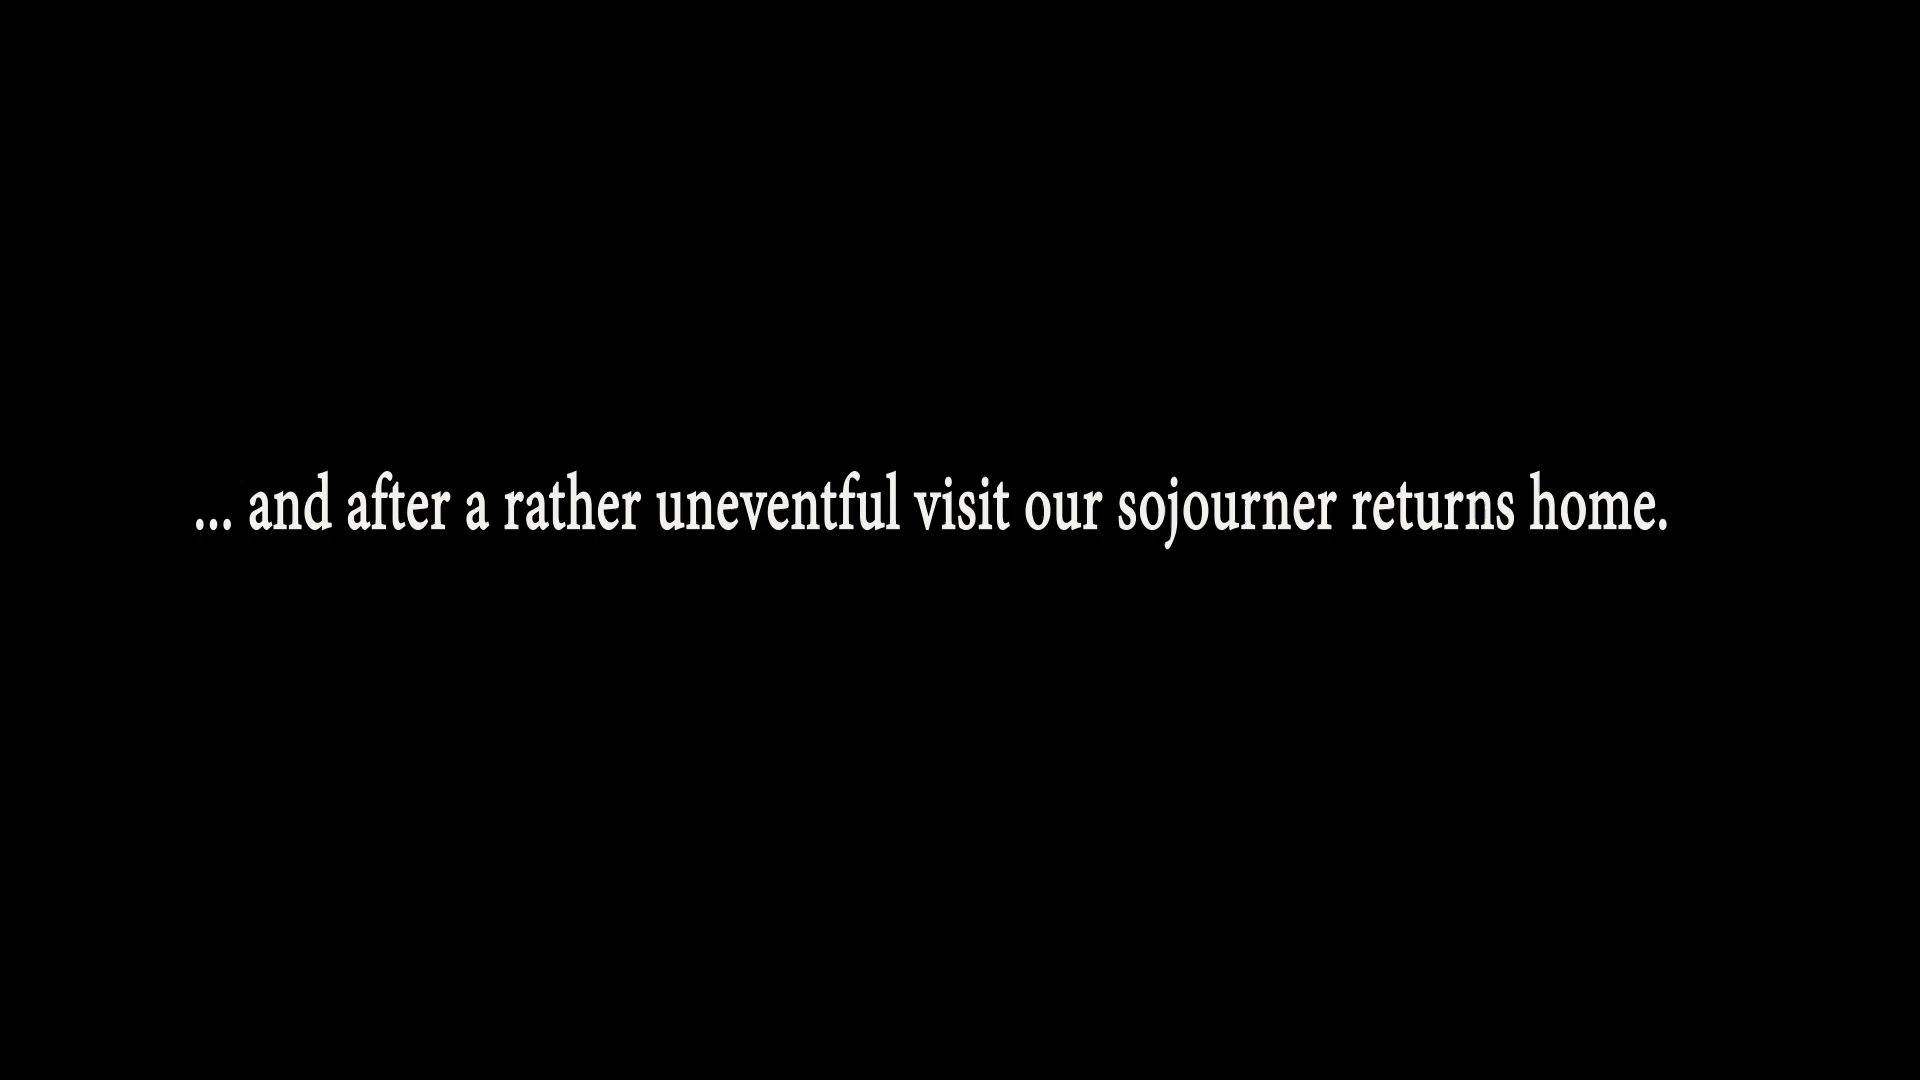 ... and after a rather uneventful visit our sojourner returns home.